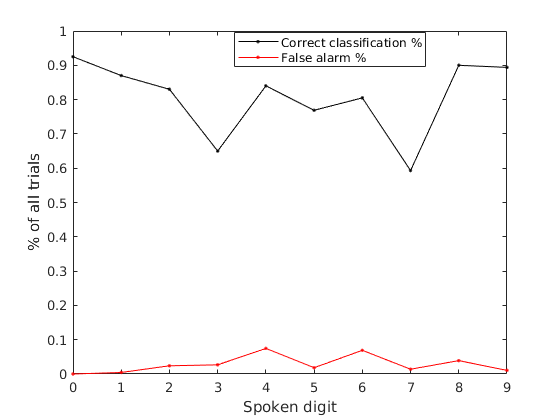 Correct classification %
False alarm %
1
0.9
0.8
0.7
0.6
0.5
0.4
0.3
0.2
0.1
0
% of all trials
0 1 2 3 4 5 6 7 8 9
Spoken digit